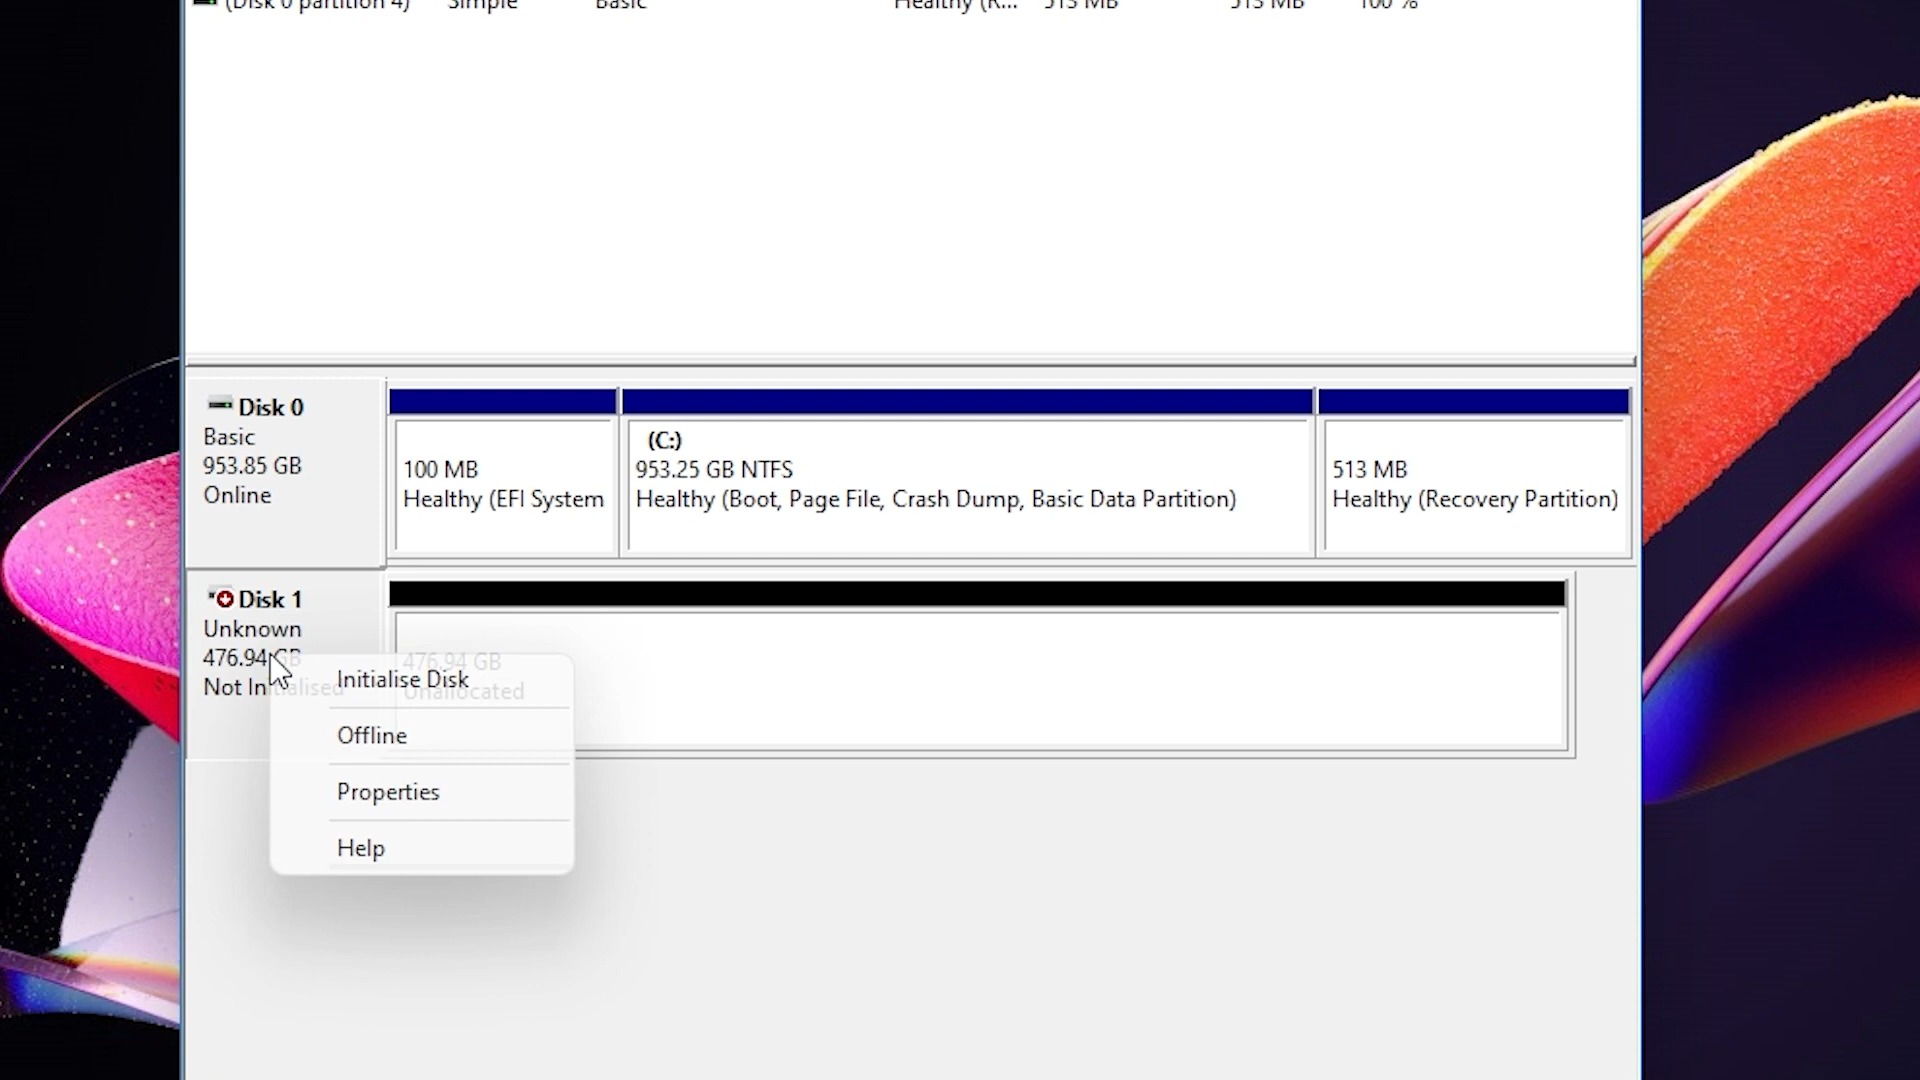 (Disk 0 partition 4) Simple Basic Healthy (R... 513 MB 513 MB 100 %
Disk 0
Basic
953.85 GB
Online
100 MB
Healthy (EFI System
(C:)
953.25 GB NTFS
Healthy (Boot, Page File, Crash Dump, Basic Data Partition)
513 MB
Healthy (Recovery Partition)
Disk 1
Unknown
476.94 GB
Not Initialised
476.94 GB
Unallocated
Initialise Disk
Offline
Properties
Help